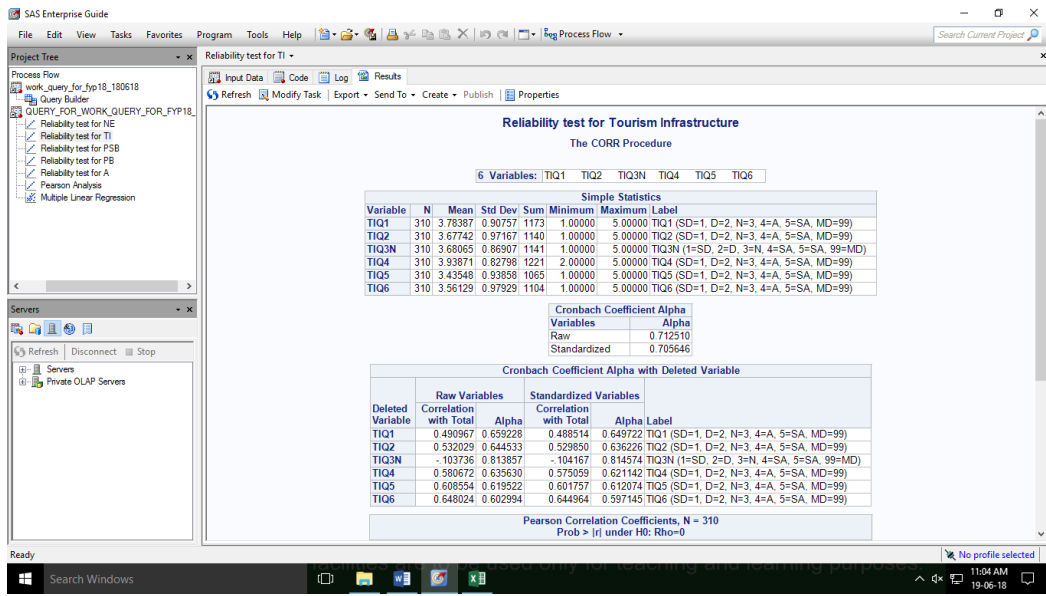 SAS Enterprise Guide
File Edit View Tasks Favorites Program Tools Help Process Flow Search Current Project
Project Tree
Process Flow
work_query_for_fyp18_180618
Query Builder
QUERY_FOR_WORK_QUERY_FOR_FYP18_
Reliability test for NE
Reliability test for TI
Reliability test for PSB
Reliability test for PB
Reliability test for A
Pearson Analysis
Multiple Linear Regression
Servers
Refresh Disconnect Stop
Servers
Private OLAP Servers
Reliability test for TI
Input Data Code Log Results
Refresh Modify Task Export Send To Create Publish Properties
Reliability test for Tourism Infrastructure
The CORR Procedure
6 Variables: TIQ1 TIQ2 TIQ3N TIQ4 TIQ5 TIQ6
Simple Statistics
Variable N Mean Std Dev Sum Minimum Maximum Label
TIQ1 310 3.78387 0.90757 1173 1.00000 5.00000 TIQ1 (SD=1, D=2, N=3, 4=A, 5=SA, MD=99)
TIQ2 310 3.67742 0.97167 1140 1.00000 5.00000 TIQ2 (SD=1, D=2, N=3, 4=A, 5=SA, MD=99)
TIQ3N 310 3.68065 0.86907 1141 1.00000 5.00000 TIQ3N (1=SD, 2=D, 3=N, 4=SA, 5=SA, 99=MD)
TIQ4 310 3.93871 0.82798 1221 2.00000 5.00000 TIQ4 (SD=1, D=2, N=3, 4=A, 5=SA, MD=99)
TIQ5 310 3.43548 0.93858 1065 1.00000 5.00000 TIQ5 (SD=1, D=2, N=3, 4=A, 5=SA, MD=99)
TIQ6 310 3.56129 0.97929 1104 1.00000 5.00000 TIQ6 (SD=1, D=2, N=3, 4=A, 5=SA, MD=99)
Cronbach Coefficient Alpha
Variables Alpha
Raw 0.712510
Standardized 0.705646
Cronbach Coefficient Alpha with Deleted Variable
Raw Variables Standardized Variables
Deleted Correlation Correlation
Variable with Total Alpha with Total Alpha Label
TIQ1 0.490967 0.659228 0.488514 0.649722 TIQ1 (SD=1, D=2, N=3, 4=A, 5=SA, MD=99)
TIQ2 0.532029 0.644533 0.529850 0.636226 TIQ2 (SD=1, D=2, N=3, 4=A, 5=SA, MD=99)
TIQ3N -.103736 0.813857 -.104167 0.814574 TIQ3N (1=SD, 2=D, 3=N, 4=SA, 5=SA, 99=MD)
TIQ4 0.580672 0.635630 0.575059 0.621142 TIQ4 (SD=1, D=2, N=3, 4=A, 5=SA, MD=99)
TIQ5 0.608554 0.619522 0.601757 0.612074 TIQ5 (SD=1, D=2, N=3, 4=A, 5=SA, MD=99)
TIQ6 0.648024 0.602994 0.644964 0.597145 TIQ6 (SD=1, D=2, N=3, 4=A, 5=SA, MD=99)
Pearson Correlation Coefficients, N = 310
Prob > |r| under H0: Rho=0
Ready No profile selected
facilities are to be used only for teaching and learning purposes.
Search Windows
11:04 AM
19-06-18